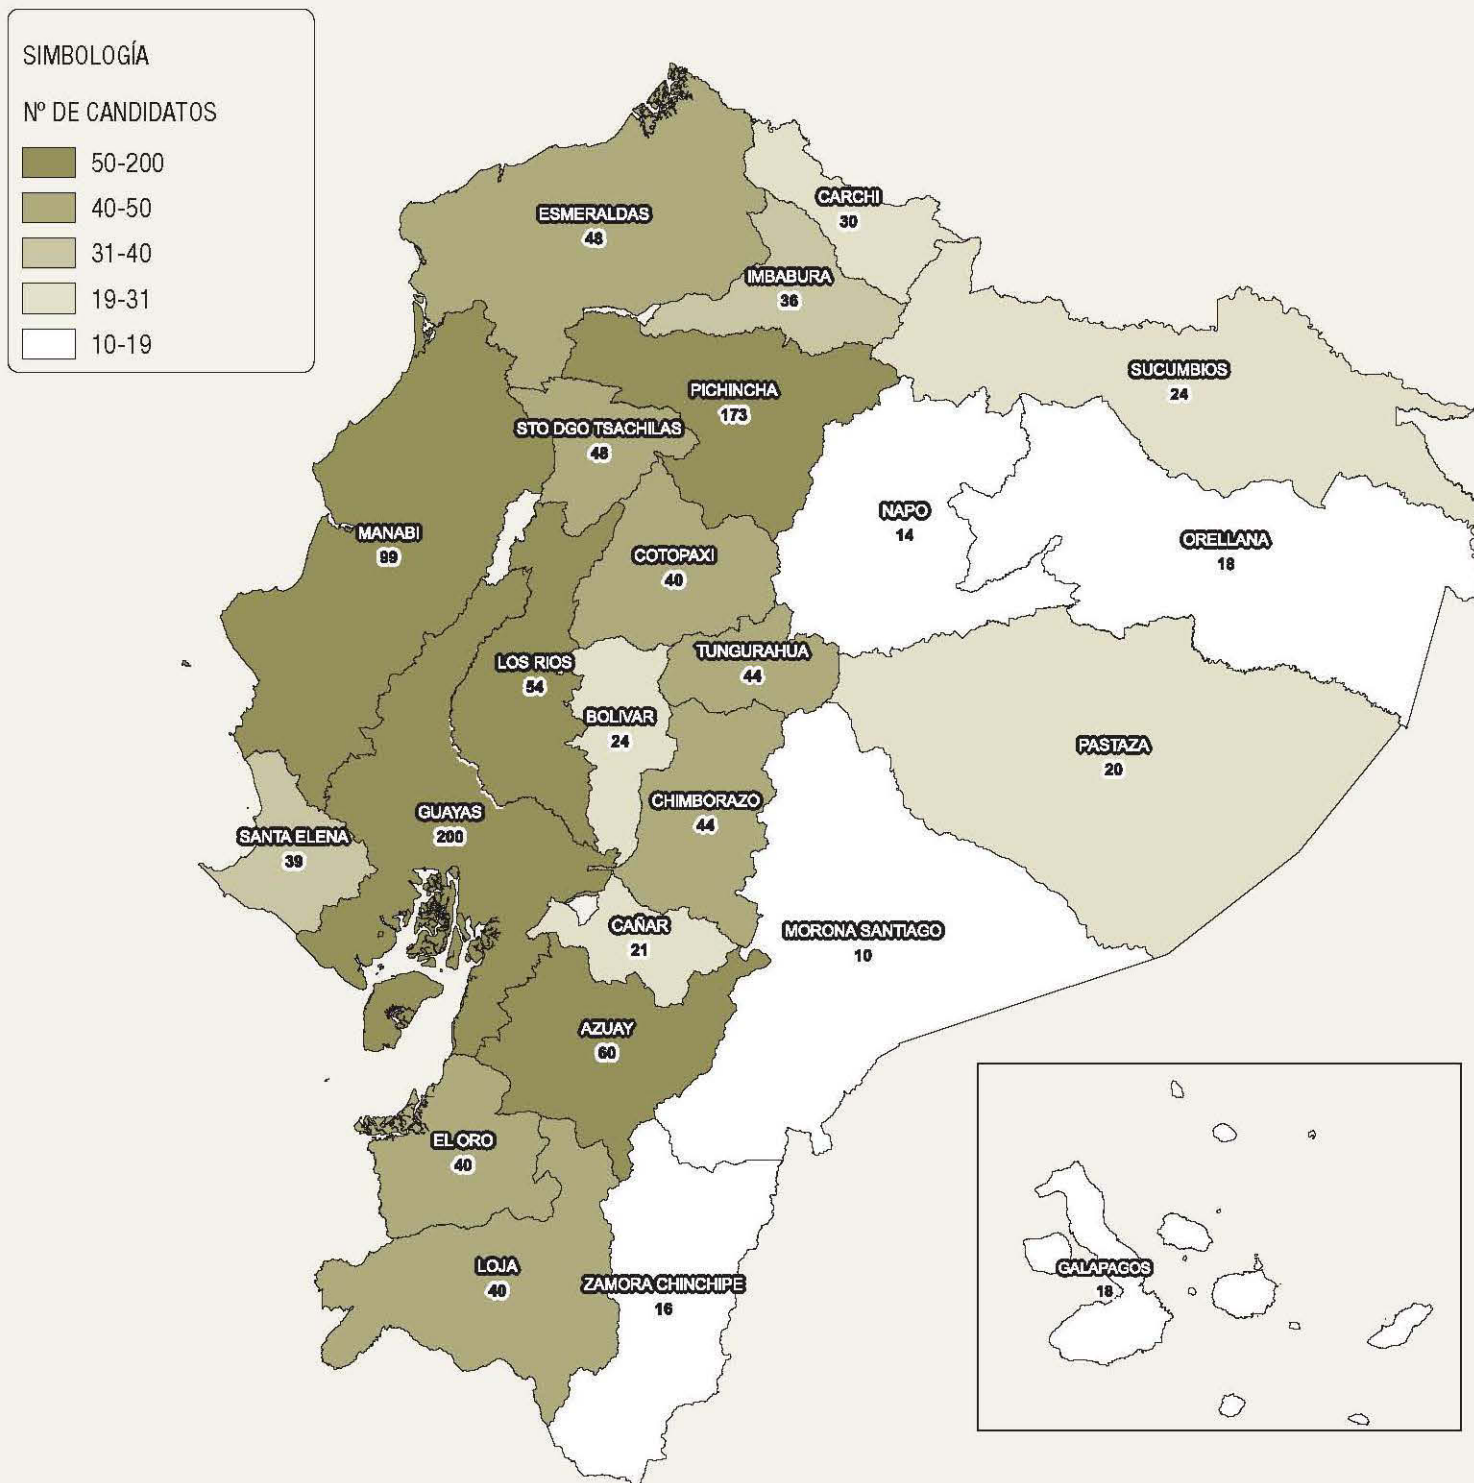 SIMBOLOGÍA
Nº DE CANDIDATOS
50-200
40-50
31-40
19-31
10-19
ESMERALDAS
48
CARCHI
30
IMBABURA
36
SUCUMBIOS
24
PICHINCHA
173
STO DGO TSACHILAS
48
NAPO
14
ORELLANA
18
MANABI
99
COTOPAXI
40
TUNGURAHUA
44
LOS RIOS
54
BOLIVAR
24
PASTAZA
20
CHIMBORAZO
44
GUAYAS
200
SANTA ELENA
39
CAÑAR
21
MORONA SANTIAGO
10
AZUAY
60
EL ORO
40
LOJA
40
ZAMORA CHINCHIPE
16
GALAPAGOS
18